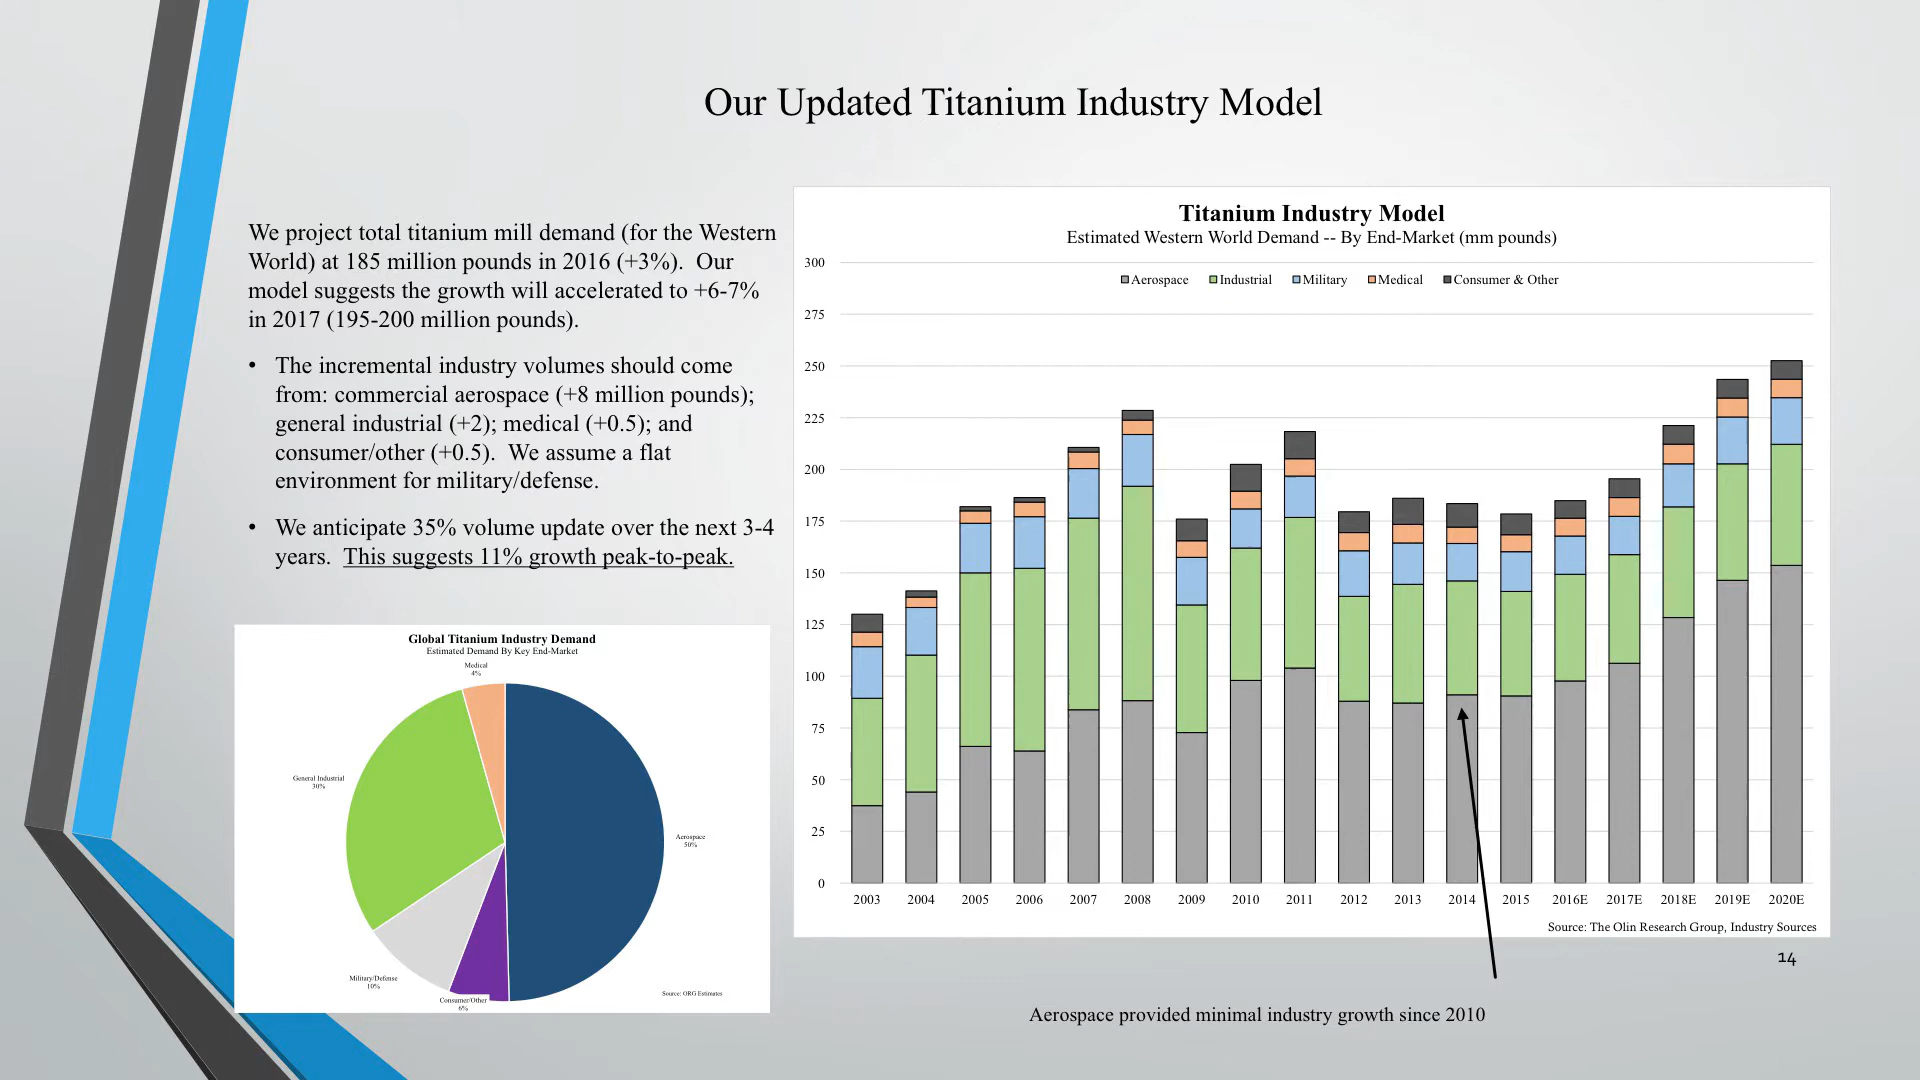 Our Updated Titanium Industry Model
We project total titanium mill demand (for the Western
World) at 185 million pounds in 2016 (+3%).  Our
model suggests the growth will accelerated to +6-7%
in 2017 (195-200 million pounds).
• The incremental industry volumes should come
from: commercial aerospace (+8 million pounds);
general industrial (+2); medical (+0.5); and
consumer/other (+0.5).  We assume a flat
environment for military/defense.
• We anticipate 35% volume update over the next 3-4
years.  This suggests 11% growth peak-to-peak.
Global Titanium Industry Demand
Estimated Demand By Key End-Market
Medical
4%
General Industrial
30%
Aerospace
50%
Military/Defense
10%
Consumer/Other
6%
Source: ORG Estimates
Titanium Industry Model
Estimated Western World Demand -- By End-Market (mm pounds)
Aerospace Industrial Military Medical Consumer & Other
300
275
250
225
200
175
150
125
100
75
50
25
0
2003 2004 2005 2006 2007 2008 2009 2010 2011 2012 2013 2014 2015 2016E 2017E 2018E 2019E 2020E
Source: The Olin Research Group, Industry Sources
14
Aerospace provided minimal industry growth since 2010